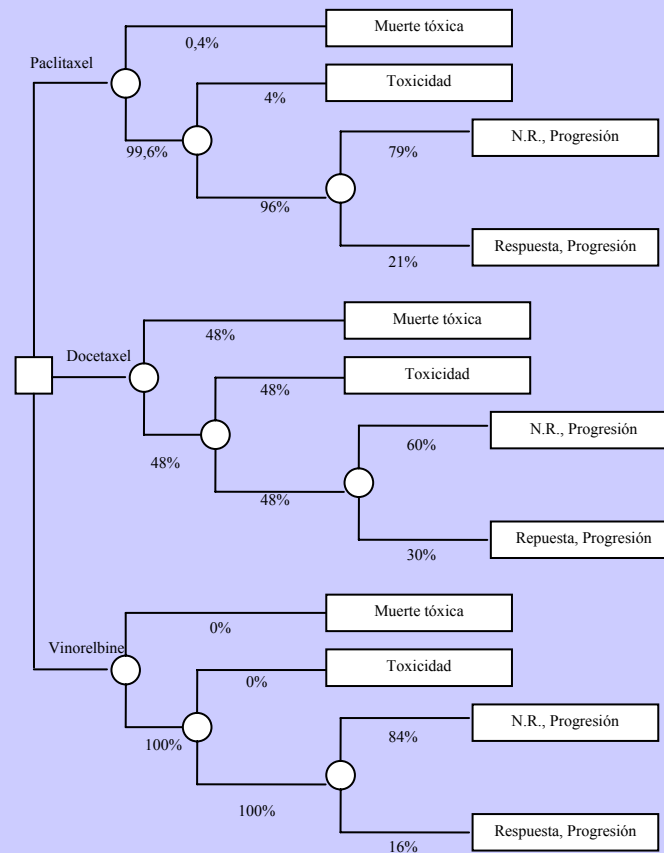 Muerte tóxica
0,4%
Paclitaxel
Toxicidad
4%
99,6%
N.R., Progresión
79%
96%
Respuesta, Progresión
21%
Muerte tóxica
48%
Docetaxel
Toxicidad
48%
48%
N.R., Progresión
60%
48%
Repuesta, Progresión
30%
Muerte tóxica
0%
Vinorelbine
Toxicidad
0%
100%
N.R., Progresión
84%
100%
Respuesta, Progresión
16%